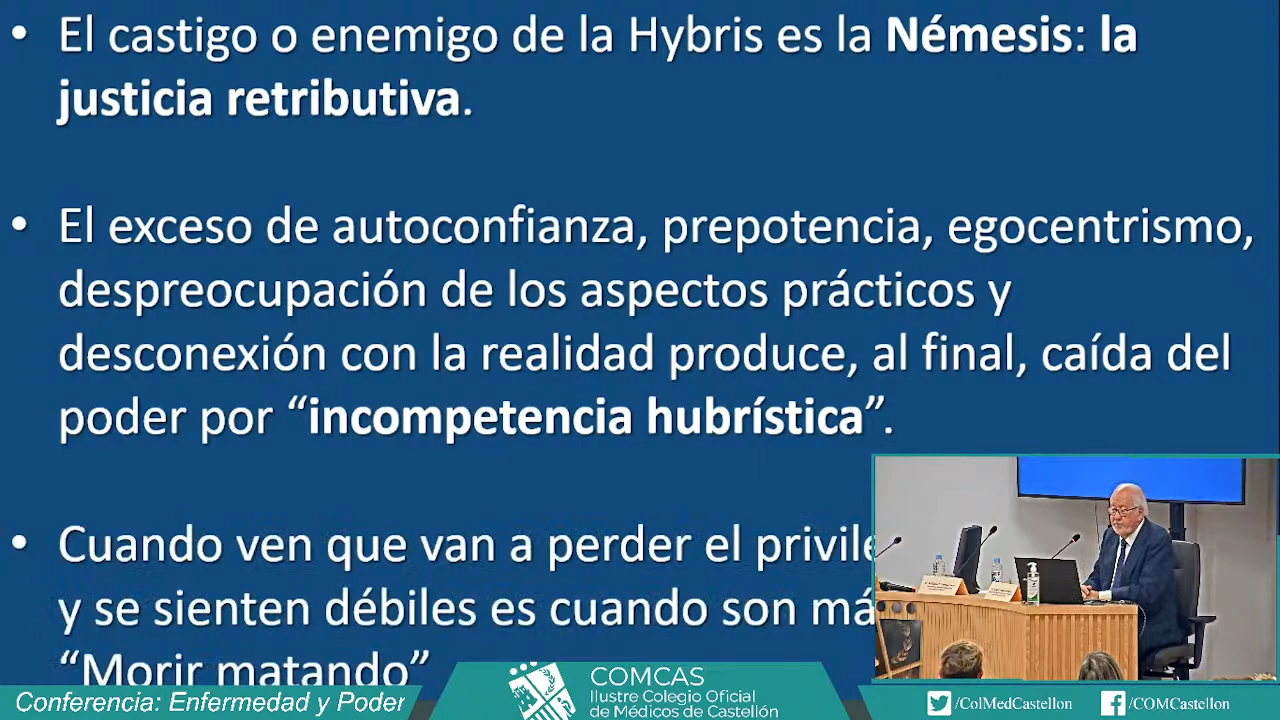 • El castigo o enemigo de la Hybris es la Némesis: la
justicia retributiva.
• El exceso de autoconfianza, prepotencia, egocentrismo,
despreocupación de los aspectos prácticos y
desconexión con la realidad produce, al final, caída del
poder por “incompetencia hubrística”.
• Cuando ven que van a perder el
y se sienten débiles es cuando son
“Morir matando”
Conferencia: Enfermedad y Poder
COMCAS
Ilustre Colegio Oficial
de Médicos de Castellón
/ColMedCastellon
/COMCastellon